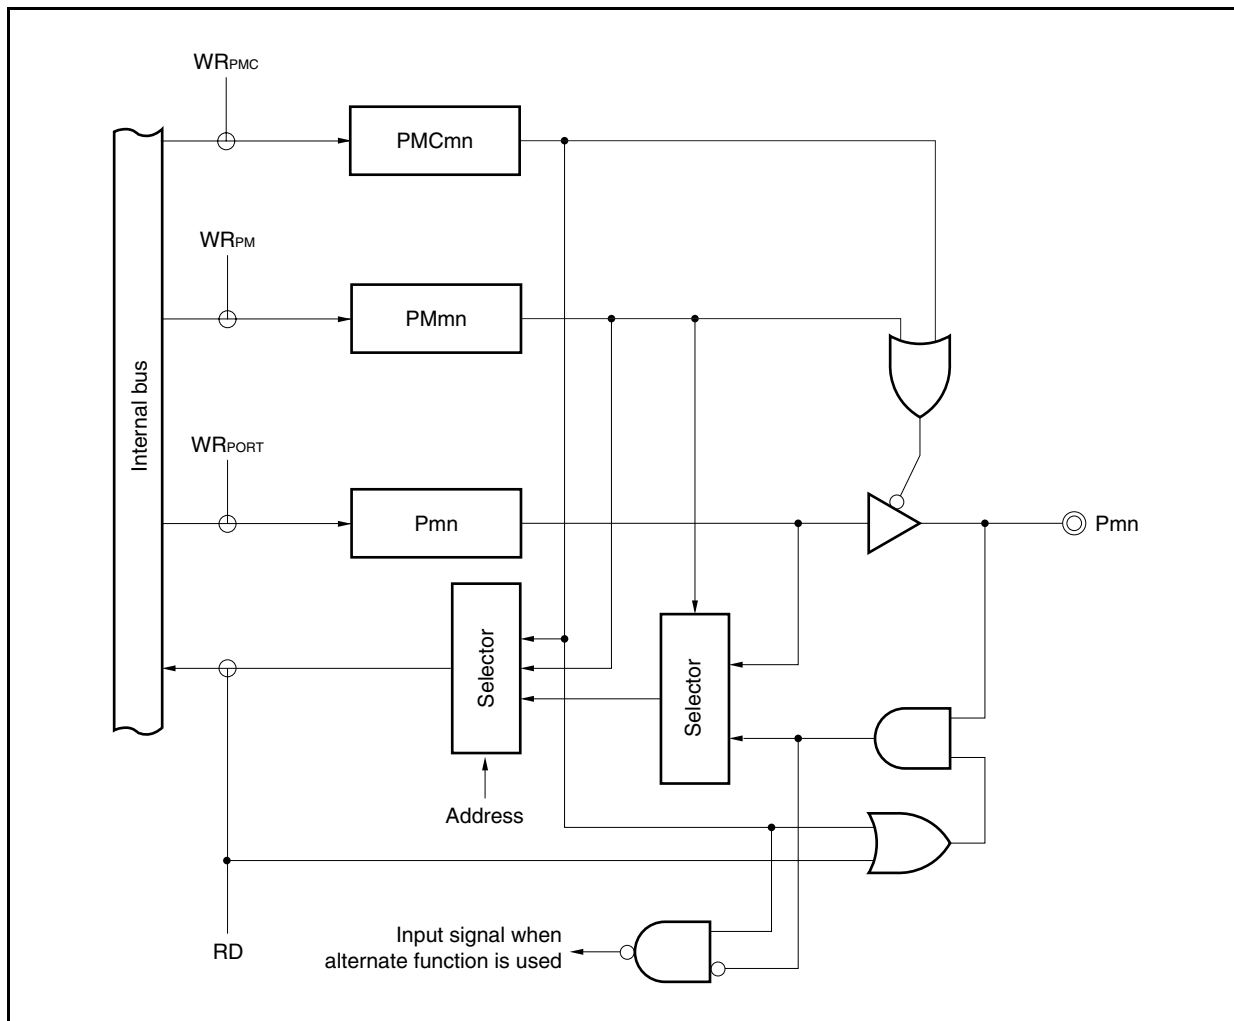 WRPMC
PMCmn
WRPM
PMmn
Internal bus
WRPORT
Pmn
Pmn
Selector
Selector
Address
RD
Input signal when
alternate function is used